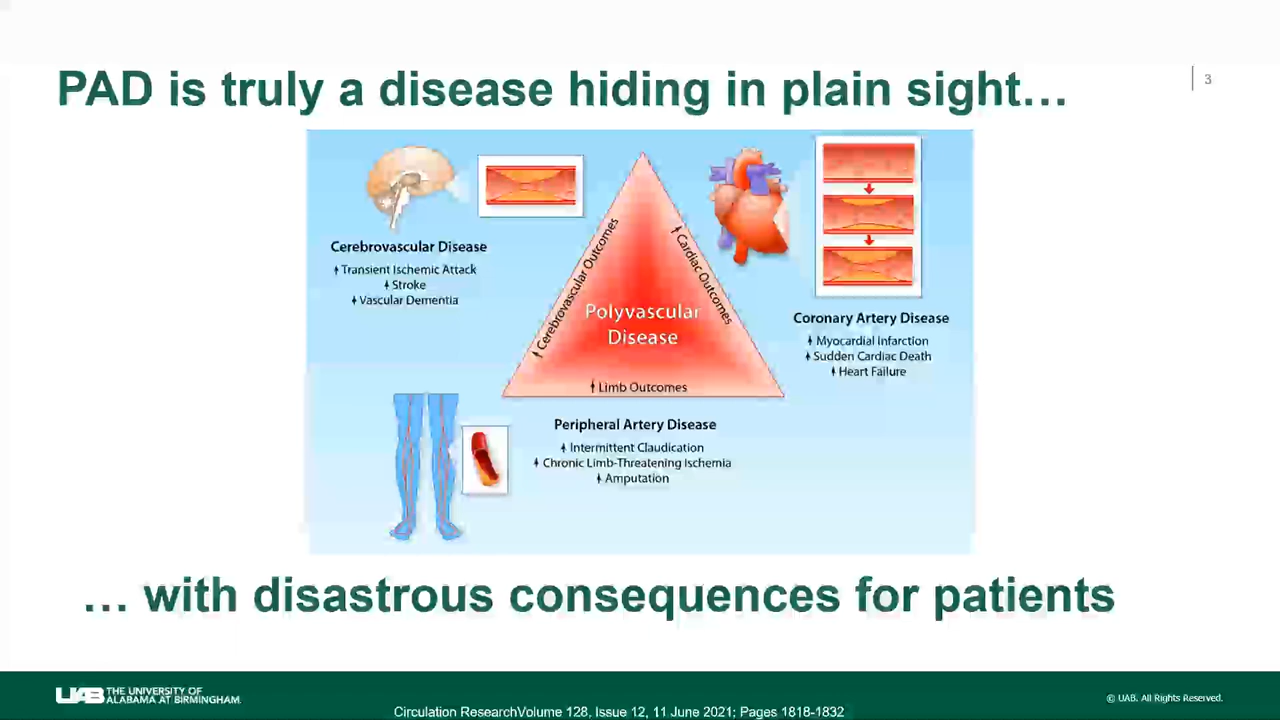 PAD is truly a disease hiding in plain sight…
3
Cerebrovascular Disease
↑ Transient Ischemic Attack
↑ Stroke
↑ Vascular Dementia
↑ Cerebrovascular Outcomes
↑ Cardiac Outcomes
Polyvascular
Disease
↑ Limb Outcomes
Coronary Artery Disease
↑ Myocardial Infarction
↑ Sudden Cardiac Death
↑ Heart Failure
Peripheral Artery Disease
↑ Intermittent Claudication
↑ Chronic Limb-Threatening Ischemia
↑ Amputation
… with disastrous consequences for patients
UAB THE UNIVERSITY OF
ALABAMA AT BIRMINGHAM.
© UAB. All Rights Reserved.
Circulation ResearchVolume 128, Issue 12, 11 June 2021; Pages 1818-1832